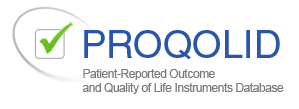 PROQOLID
Patient-Reported Outcome
and Quality of Life Instruments Database